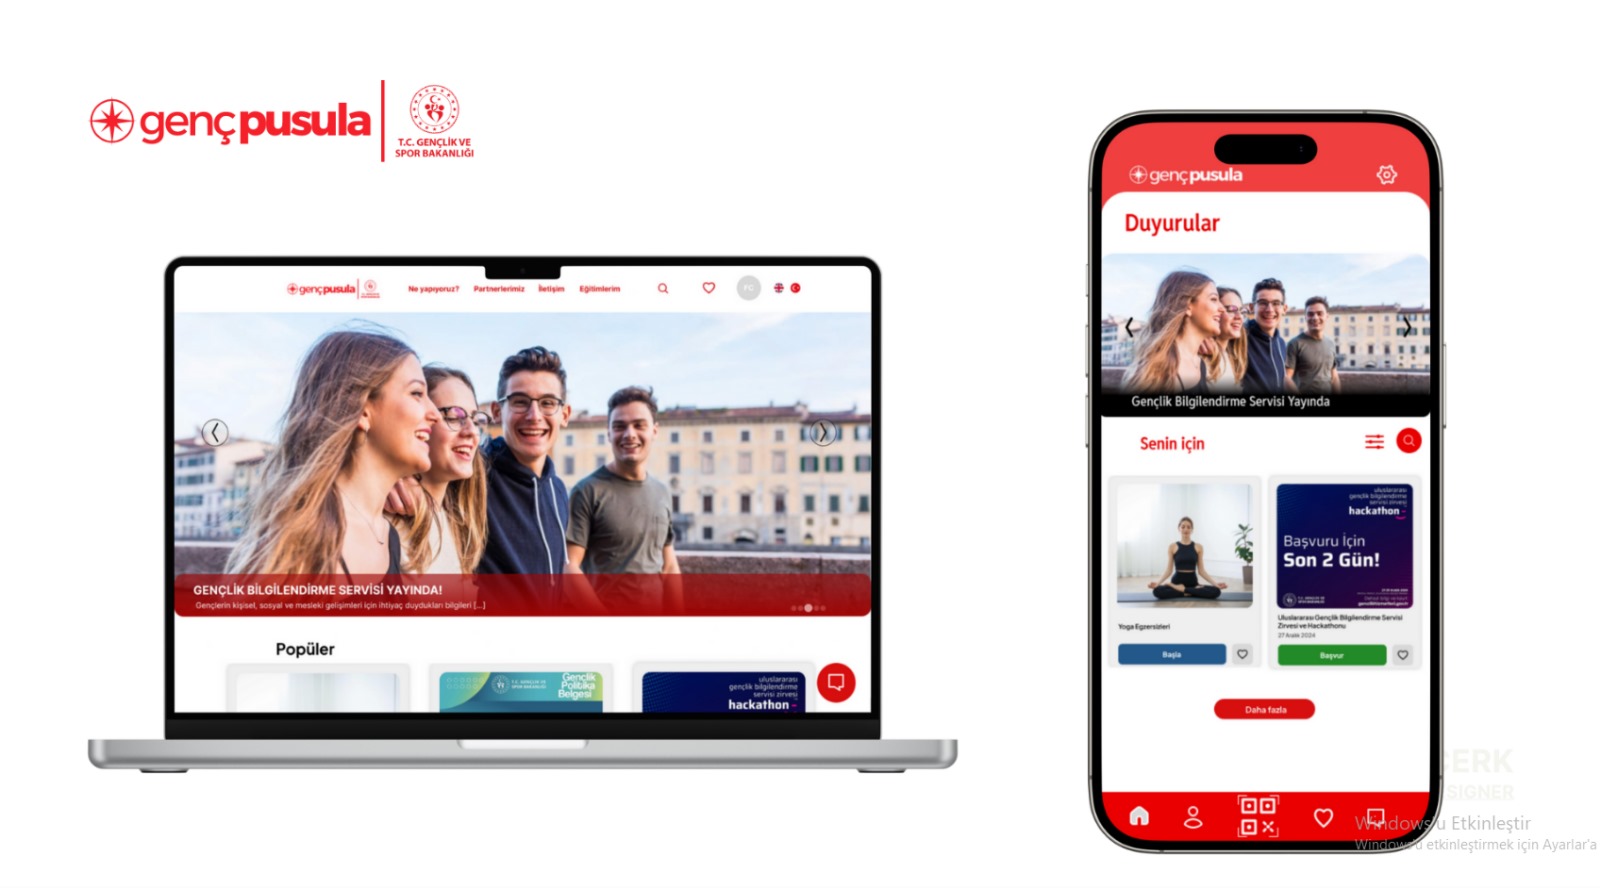 gençpusula
T.C. GENÇLİK VE
SPOR BAKANLIĞI
gençpusula
Ne yapıyoruz?
Partnerlerimiz
İletişim
Eğitimlerim
FC
GENÇLİK BİLGİLENDİRME SERVİSİ YAYINDA!
Gençlerin kişisel, sosyal ve mesleki gelişimleri için ihtiyaç duydukları bilgileri [...]
Popüler
T.C. GENÇLİK VE
SPOR BAKANLIĞI
Gençlik
Politika
Belgesi
uluslararası
gençlik bilgilendirme
servisi zirvesi
hackathon
gençpusula
Duyurular
Gençlik Bilgilendirme Servisi Yayında
Senin için
Yoga Egzersizleri
Başla
uluslararası
gençlik bilgilendirme
servisi zirvesi
hackathon
Başvuru İçin
Son 2 Gün!
Uluslararası Gençlik Bilgilendirme Servisi
Zirvesi ve Hackathonu
27 Aralık 2024
Başvur
Daha fazla
ERK
SIGNER
Windows'u Etkinleştir
Windows'u etkinleştirmek için Ayarlar'a